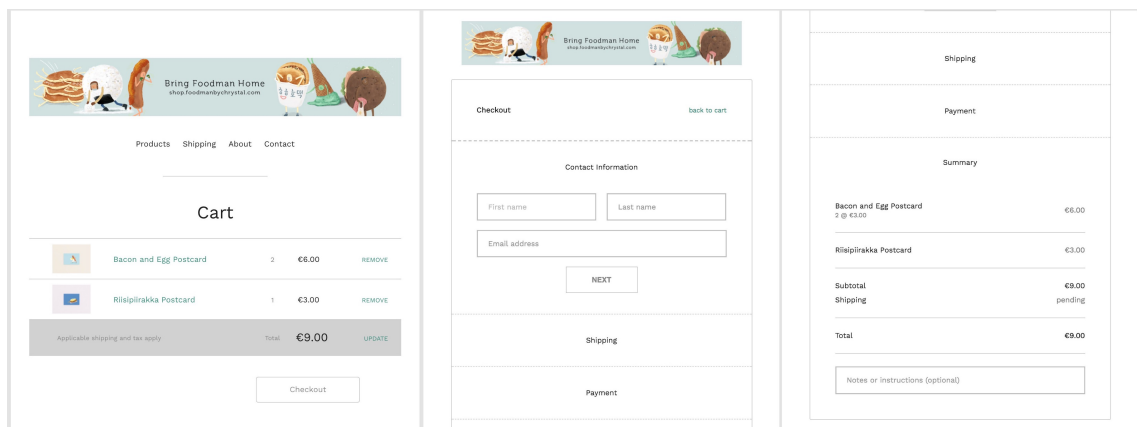 Bring Foodman Home
shop.foodmanbychrystal.com
Products Shipping About Contact
Cart
Bacon and Egg Postcard 2 €6.00 REMOVE
Riisipiirakka Postcard 1 €3.00 REMOVE
Applicable shipping and tax apply Total €9.00 UPDATE
Checkout
Bring Foodman Home
shop.foodmanbychrystal.com
Checkout back to cart
Contact Information
First name Last name
Email address
NEXT
Shipping
Payment
Shipping
Payment
Summary
Bacon and Egg Postcard €6.00
2 @ €3.00
Riisipiirakka Postcard €3.00
Subtotal €9.00
Shipping pending
Total €9.00
Notes or instructions (optional)